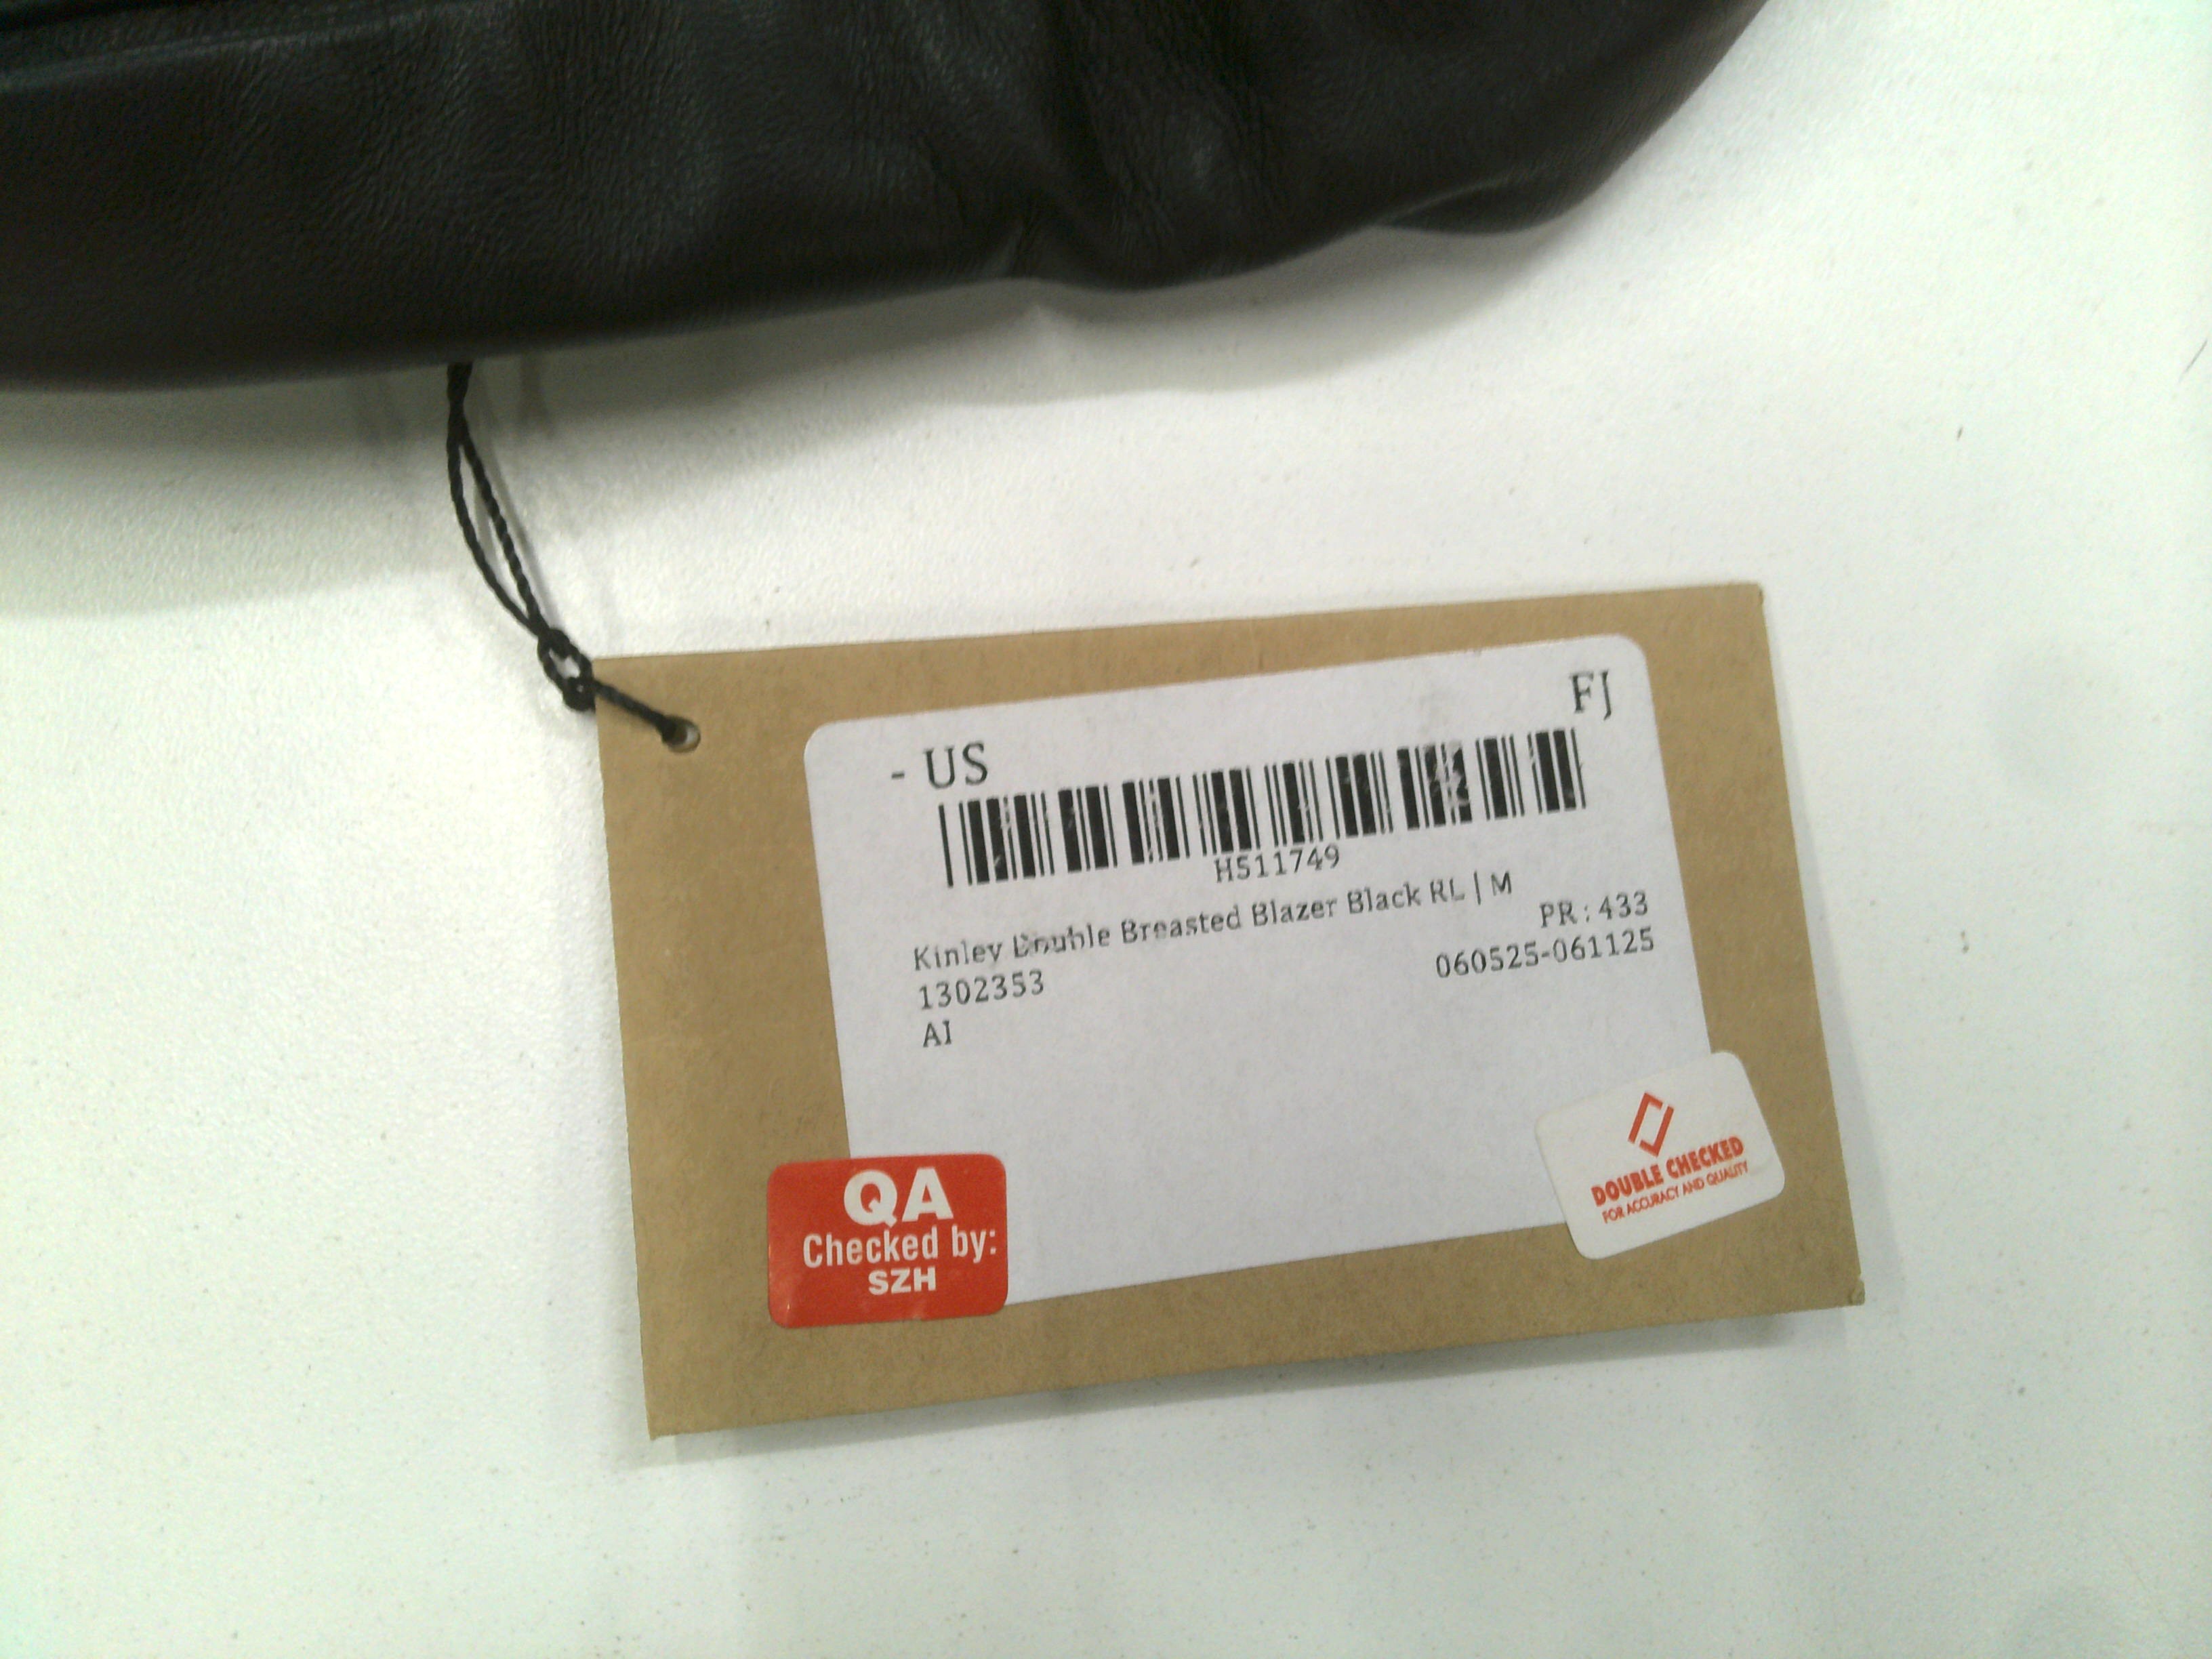 - US
FJ
H511749
Kinley Double Breasted Blazer Black RL | M
PR : 433
1302353
060525-061125
AI
QA
Checked by:
SZH
DOUBLE CHECKED
FOR ACCURACY AND QUALITY